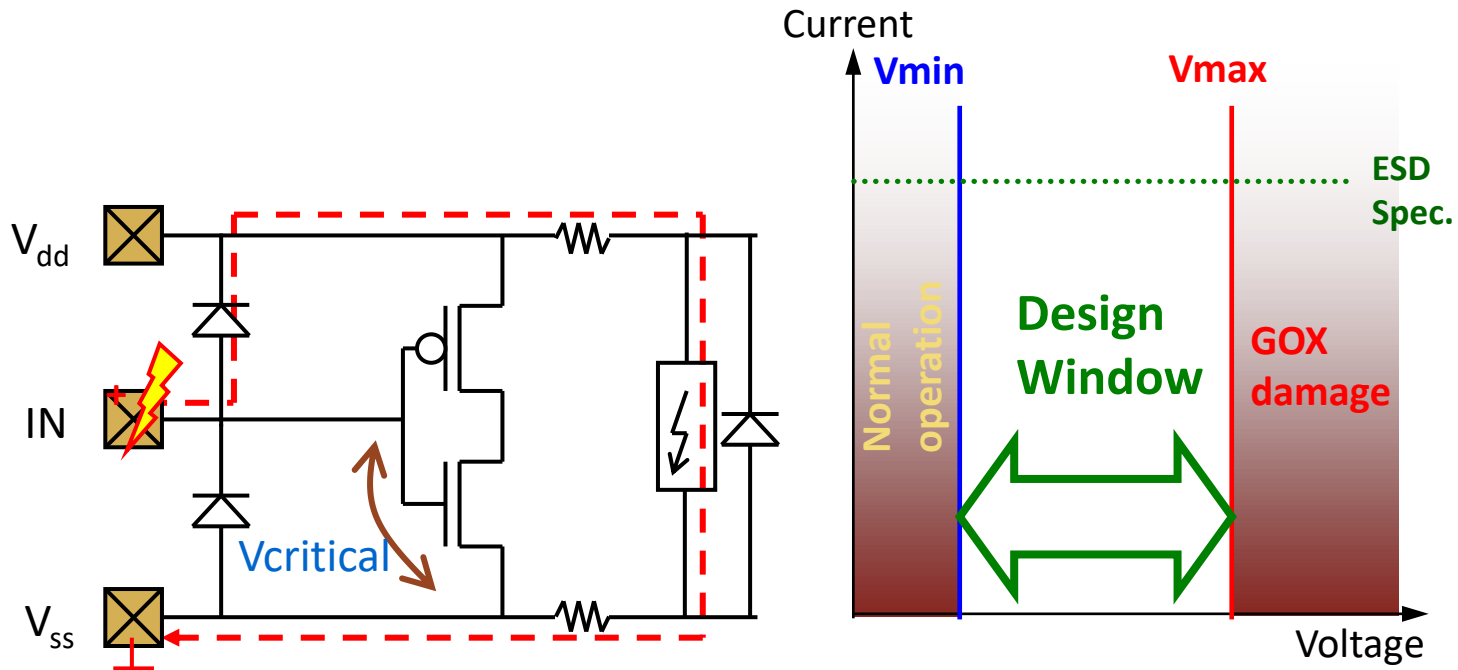 Current
Vmin
Vmax
ESD
Spec.
Vdd
IN
+
Vcritical
Vss
Normal
operation
Design
Window
GOX
damage
Voltage